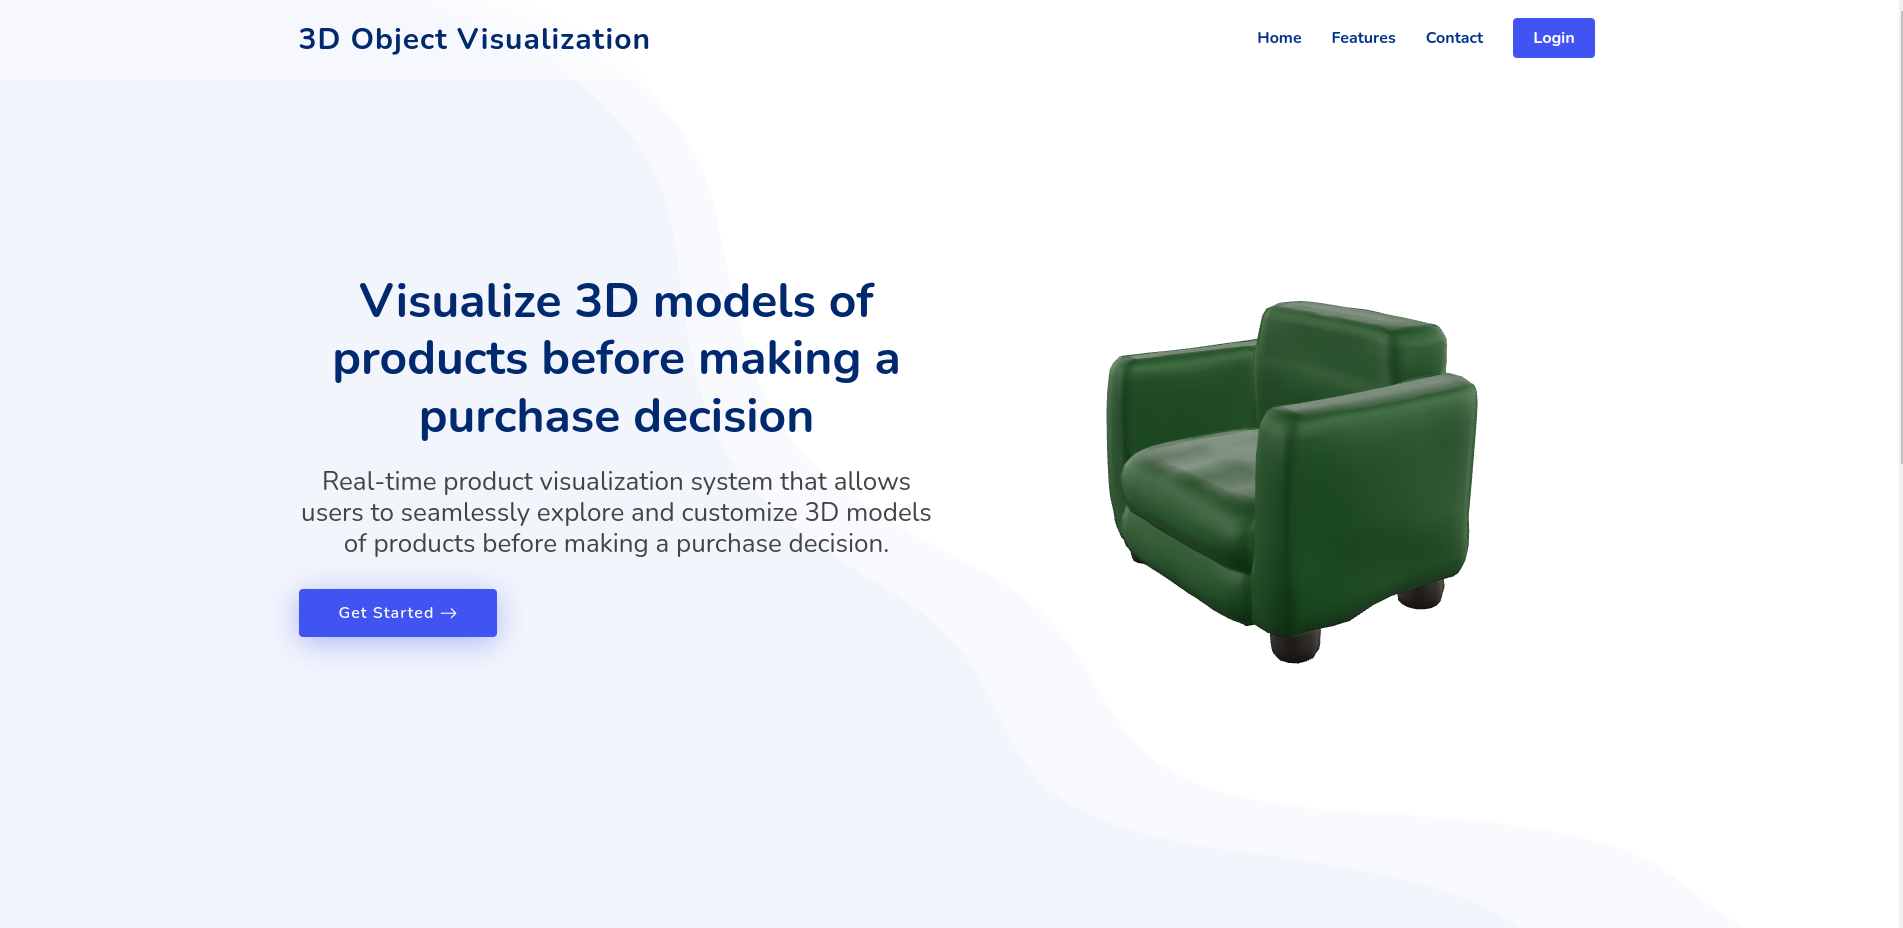 3D Object Visualization
Home
Features
Contact
Login
Visualize 3D models of
products before making a
purchase decision
Real-time product visualization system that allows
users to seamlessly explore and customize 3D models
of products before making a purchase decision.
Get Started →